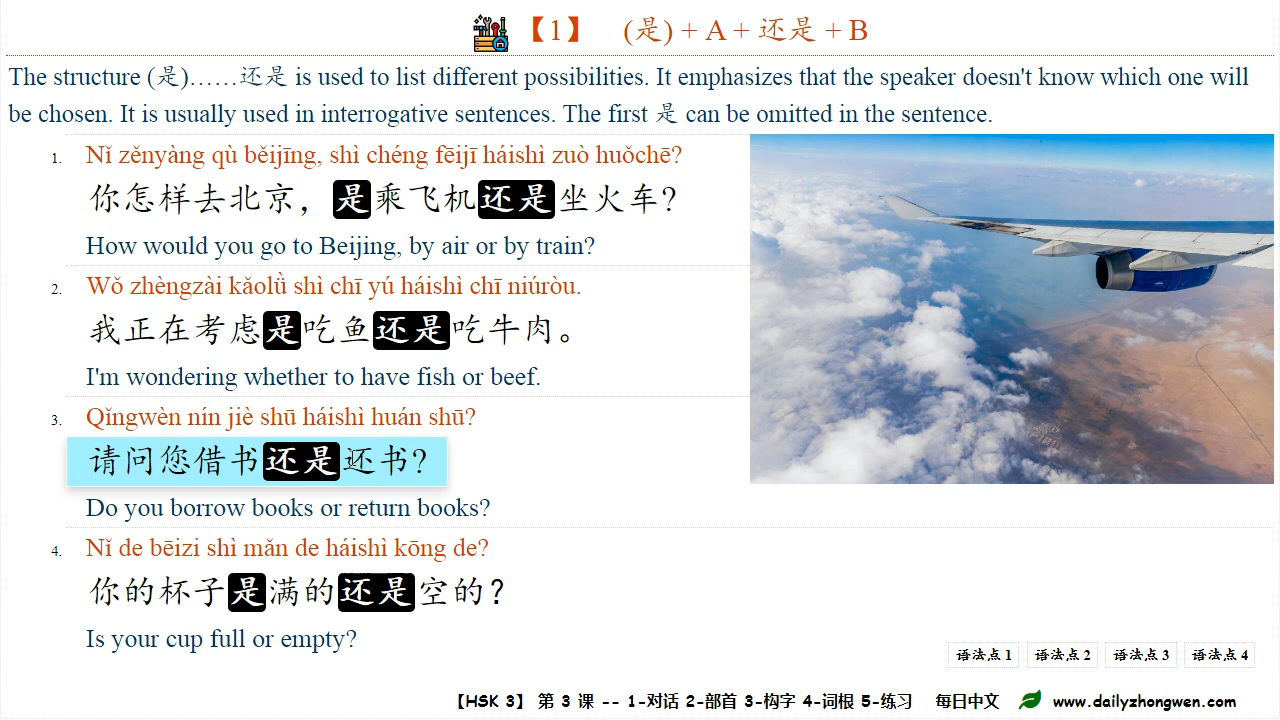 【1】 (是) + A + 还是 + B
The structure (是)……还是 is used to list different possibilities. It emphasizes that the speaker doesn't know which one will
be chosen. It is usually used in interrogative sentences. The first 是 can be omitted in the sentence.
1. Nǐ zěnyàng qù běijīng, shì chéng fēijī háishì zuò huǒchē?
你怎样去北京，是乘飞机还是坐火车?
How would you go to Beijing, by air or by train?
2. Wǒ zhèngzài kǎolǜ shì chī yú háishì chī niúròu.
我正在考虑是吃鱼还是吃牛肉。
I'm wondering whether to have fish or beef.
3. Qǐngwèn nín jiè shū háishì huán shū?
请问您借书还是还书?
Do you borrow books or return books?
4. Nǐ de bēizi shì mǎn de háishì kōng de?
你的杯子是满的还是空的？
Is your cup full or empty?
语法点 1 语法点 2 语法点 3 语法点 4
【HSK 3】 第 3 课 -- 1-对话 2-部首 3-构字 4-词根 5-练习 每日中文 www.dailyzhongwen.com